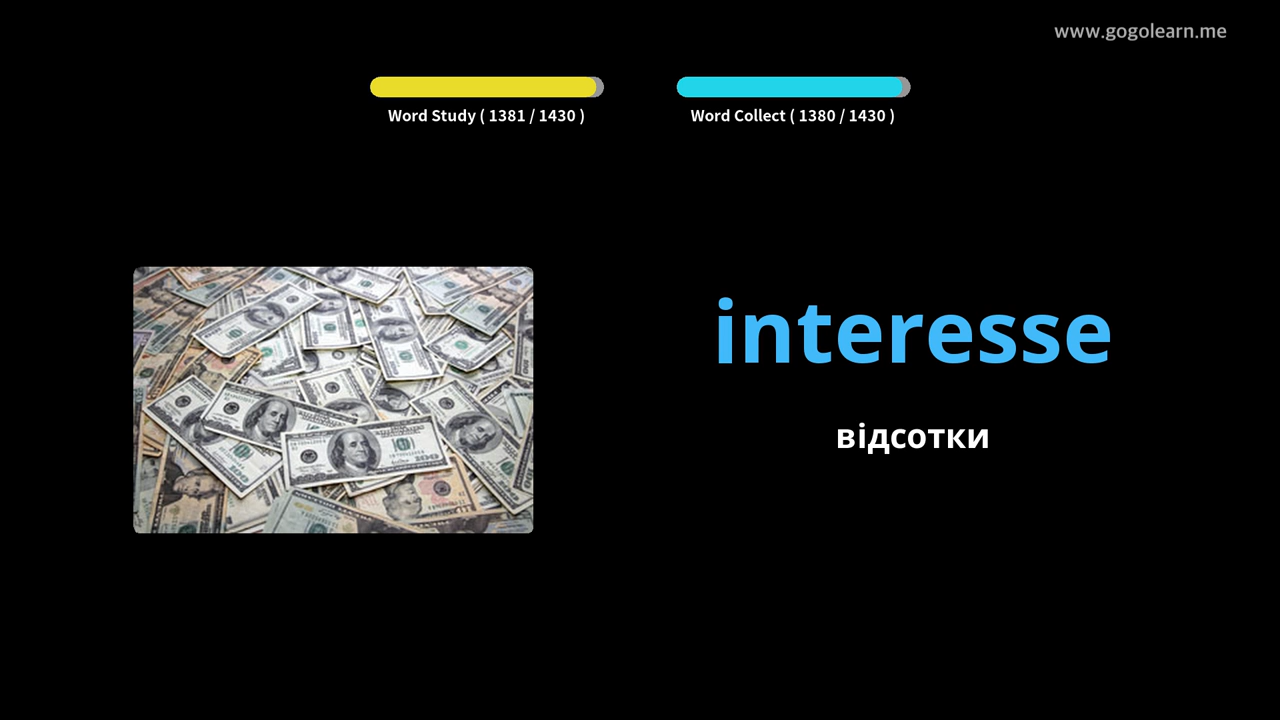 www.gogolearn.me
Word Study ( 1381 / 1430 )
Word Collect ( 1380 / 1430 )
interesse
відсотки